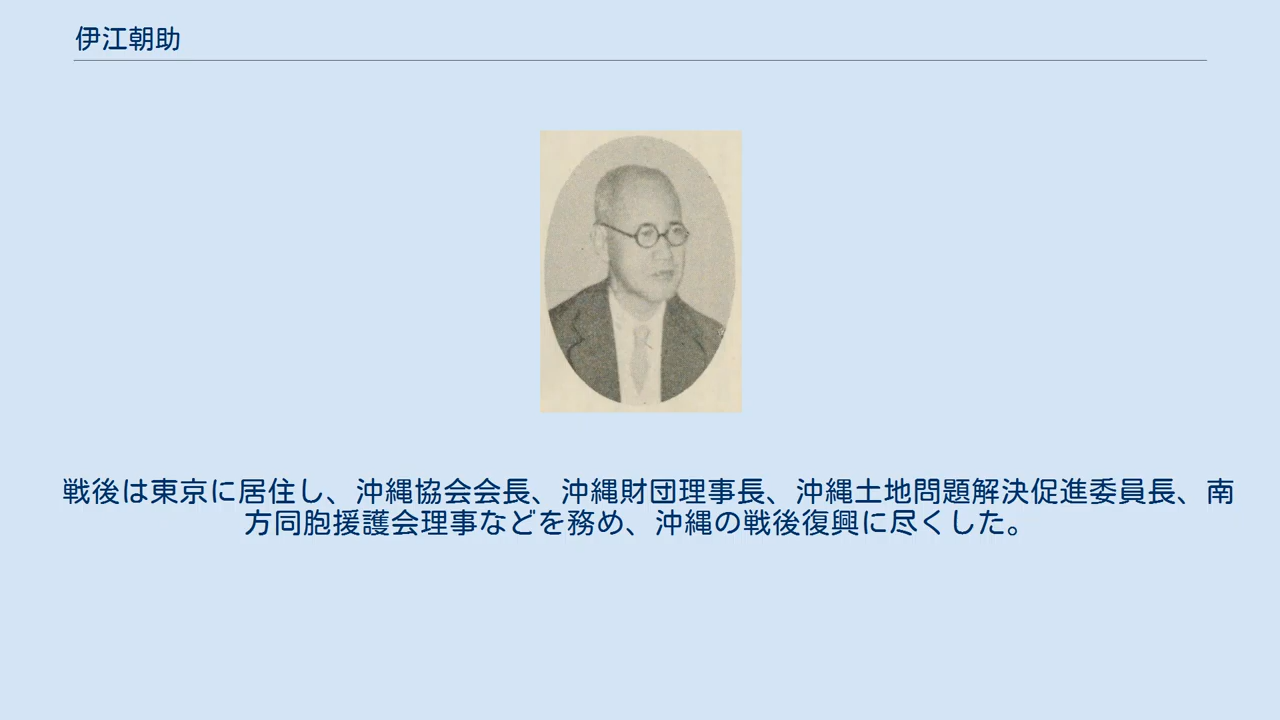 伊江朝助
戦後は東京に居住し、沖縄協会会長、沖縄財団理事長、沖縄土地問題解決促進委員長、南
方同胞援護会理事などを務め、沖縄の戦後復興に尽くした。